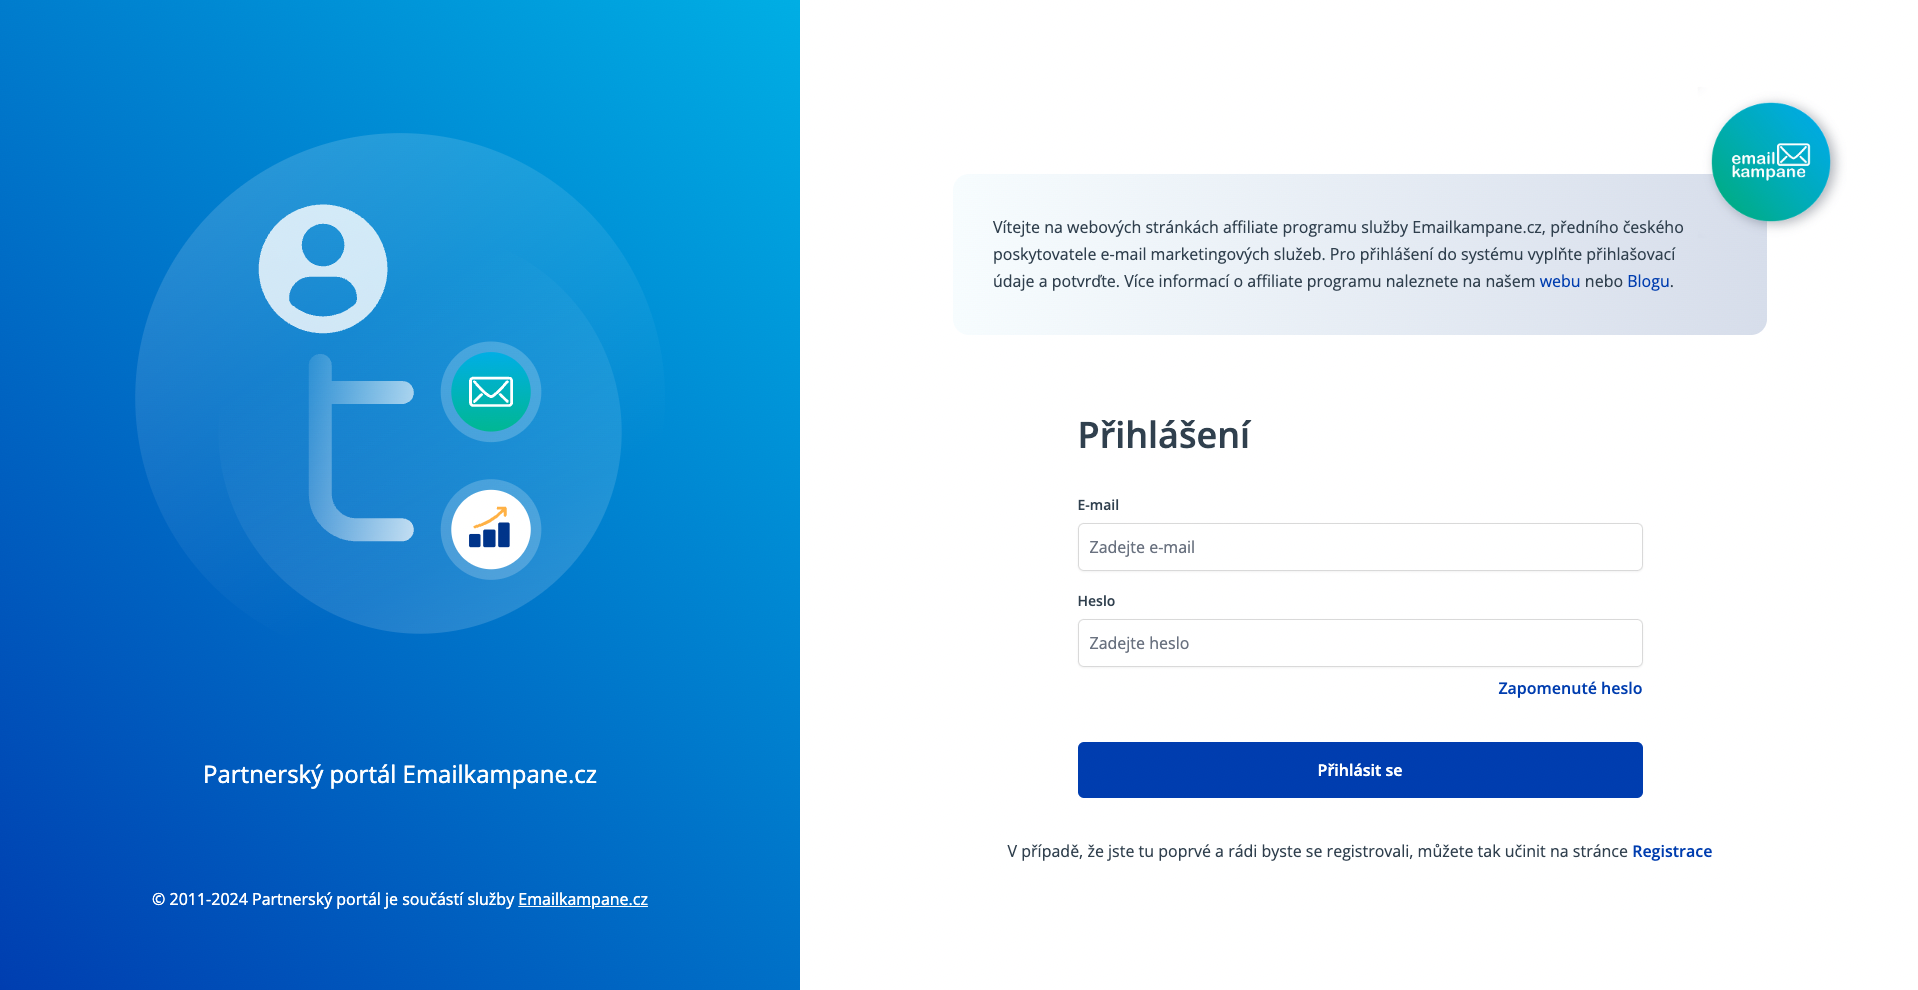 Partnerský portál Emailkampane.cz
© 2011-2024 Partnerský portál je součástí služby Emailkampane.cz
email
kampane
Vítejte na webových stránkách affiliate programu služby Emailkampane.cz, předního českého
poskytovatele e-mail marketingových služeb. Pro přihlášení do systému vyplňte přihlašovací
údaje a potvrďte. Více informací o affiliate programu naleznete na našem webu nebo Blogu.
Přihlášení
E-mail
Zadejte e-mail
Heslo
Zadejte heslo
Zapomenuté heslo
Přihlásit se
V případě, že jste tu poprvé a rádi byste se registrovali, můžete tak učinit na stránce Registrace